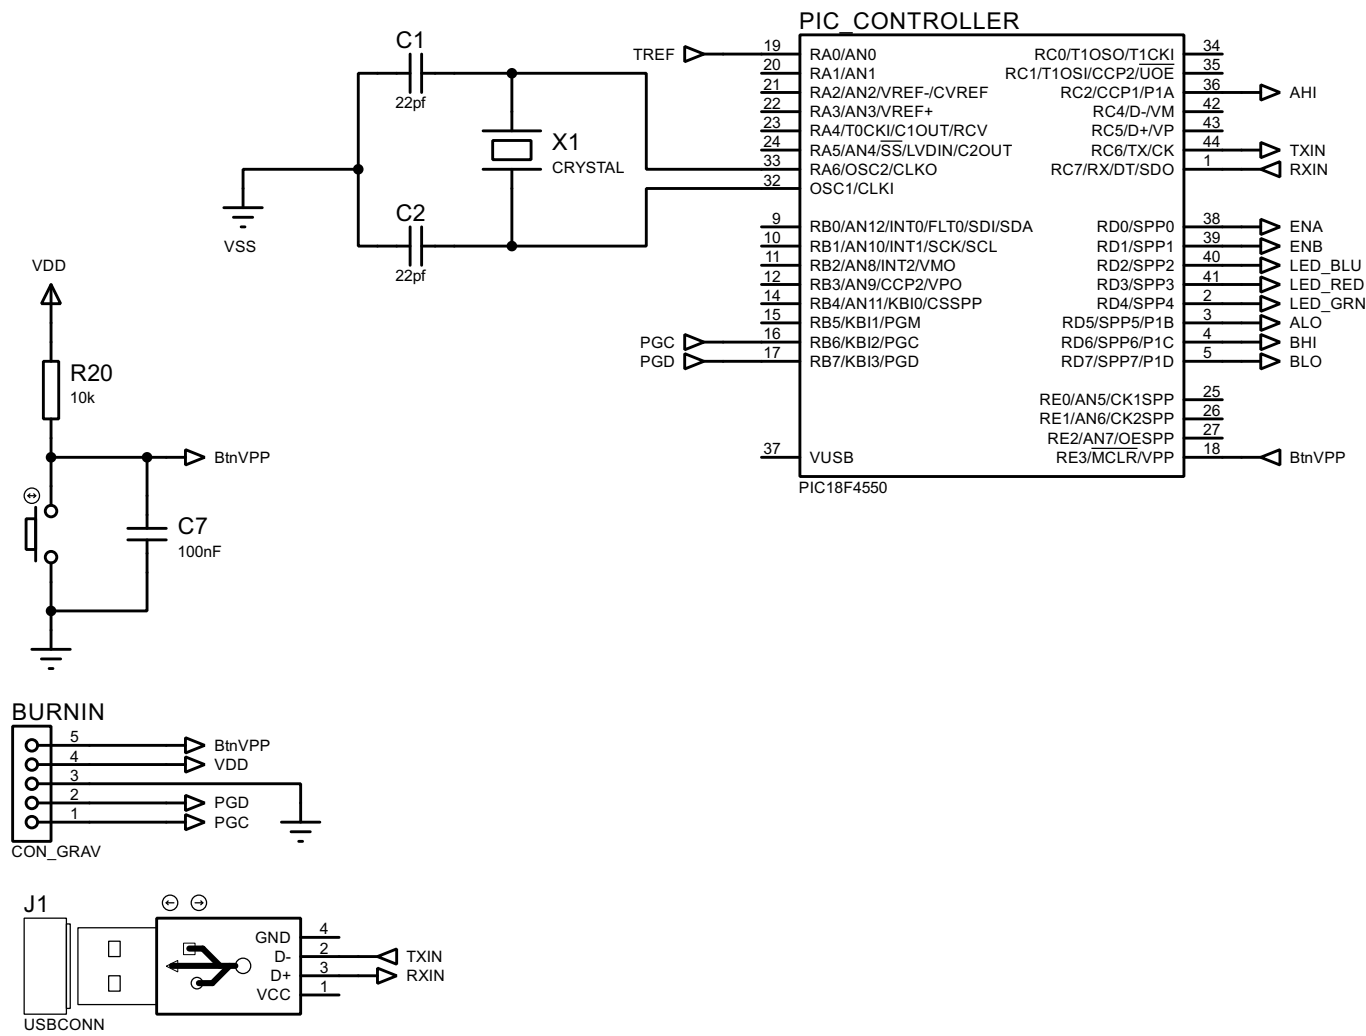 PIC_CONTROLLER
C1
22pf
X1
CRYSTAL
C2
22pf
VSS
TREF
PGC
PGD
19 RA0/AN0
20 RA1/AN1
21 RA2/AN2/VREF-/CVREF
22 RA3/AN3/VREF+
23 RA4/T0CKI/C1OUT/RCV
24 RA5/AN4/SS/LVDIN/C2OUT
33 RA6/OSC2/CLKO
32 OSC1/CLKI
9 RB0/AN12/INT0/FLT0/SDI/SDA
10 RB1/AN10/INT1/SCK/SCL
11 RB2/AN8/INT2/VMO
12 RB3/AN9/CCP2/VPO
14 RB4/AN11/KBI0/CSSPP
15 RB5/KBI1/PGM
16 RB6/KBI2/PGC
17 RB7/KBI3/PGD
37 VUSB
RC0/T1OSO/T1CKI 34
RC1/T1OSI/CCP2/UOE 35
RC2/CCP1/P1A 36 AHI
RC4/D-/VM 42
RC5/D+/VP 43
RC6/TX/CK 44 TXIN
RC7/RX/DT/SDO 1 RXIN
RD0/SPP0 38 ENA
RD1/SPP1 39 ENB
RD2/SPP2 40 LED_BLU
RD3/SPP3 41 LED_RED
RD4/SPP4 2 LED_GRN
RD5/SPP5/P1B 3 ALO
RD6/SPP6/P1C 4 BHI
RD7/SPP7/P1D 5 BLO
RE0/AN5/CK1SPP 25
RE1/AN6/CK2SPP 26
RE2/AN7/OESPP 27
RE3/MCLR/VPP 18 BtnVPP
PIC18F4550
VDD
R20
10k
BtnVPP
C7
100nF
BURNIN
5 BtnVPP
4 VDD
3
2 PGD
1 PGC
CON_GRAV
J1
GND 4
D- 2 TXIN
D+ 3 RXIN
VCC 1
USBCONN